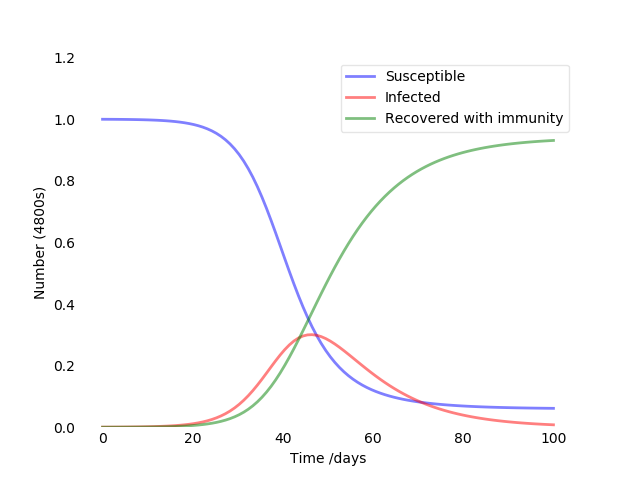 1.2
1.0
0.8
0.6
0.4
0.2
0.0
Number (4800s)
Susceptible
Infected
Recovered with immunity
0 20 40 60 80 100
Time /days